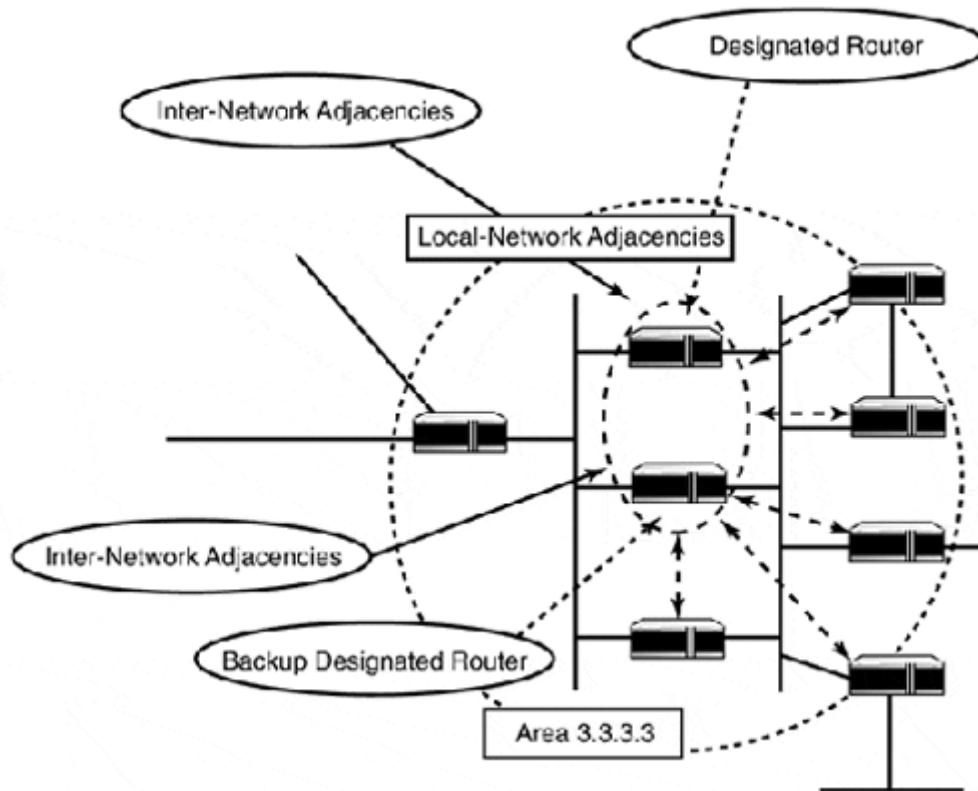 Designated Router
Inter-Network Adjacencies
Local-Network Adjacencies
Inter-Network Adjacencies
Backup Designated Router
Area 3.3.3.3